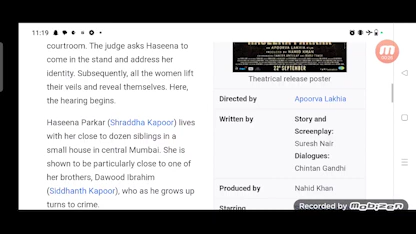 11:19
courtroom. The judge asks Haseena to
come in the stand and address her
identity. Subsequently, all the women lift
their veils and reveal themselves. Here,
the hearing begins.
Haseena Parkar (Shraddha Kapoor) lives
with her close to dozen siblings in a
small house in central Mumbai. She is
shown to be particularly close to one of
her brothers, Dawood Ibrahim
(Siddhanth Kapoor), who as he grows up
turns to crime.
22nd SEPTEMBER
Theatrical release poster
Directed by Apoorva Lakhia
Written by Story and
Screenplay:
Suresh Nair
Dialogues:
Chintan Gandhi
Produced by Nahid Khan
Starring
Recorded by mobizen